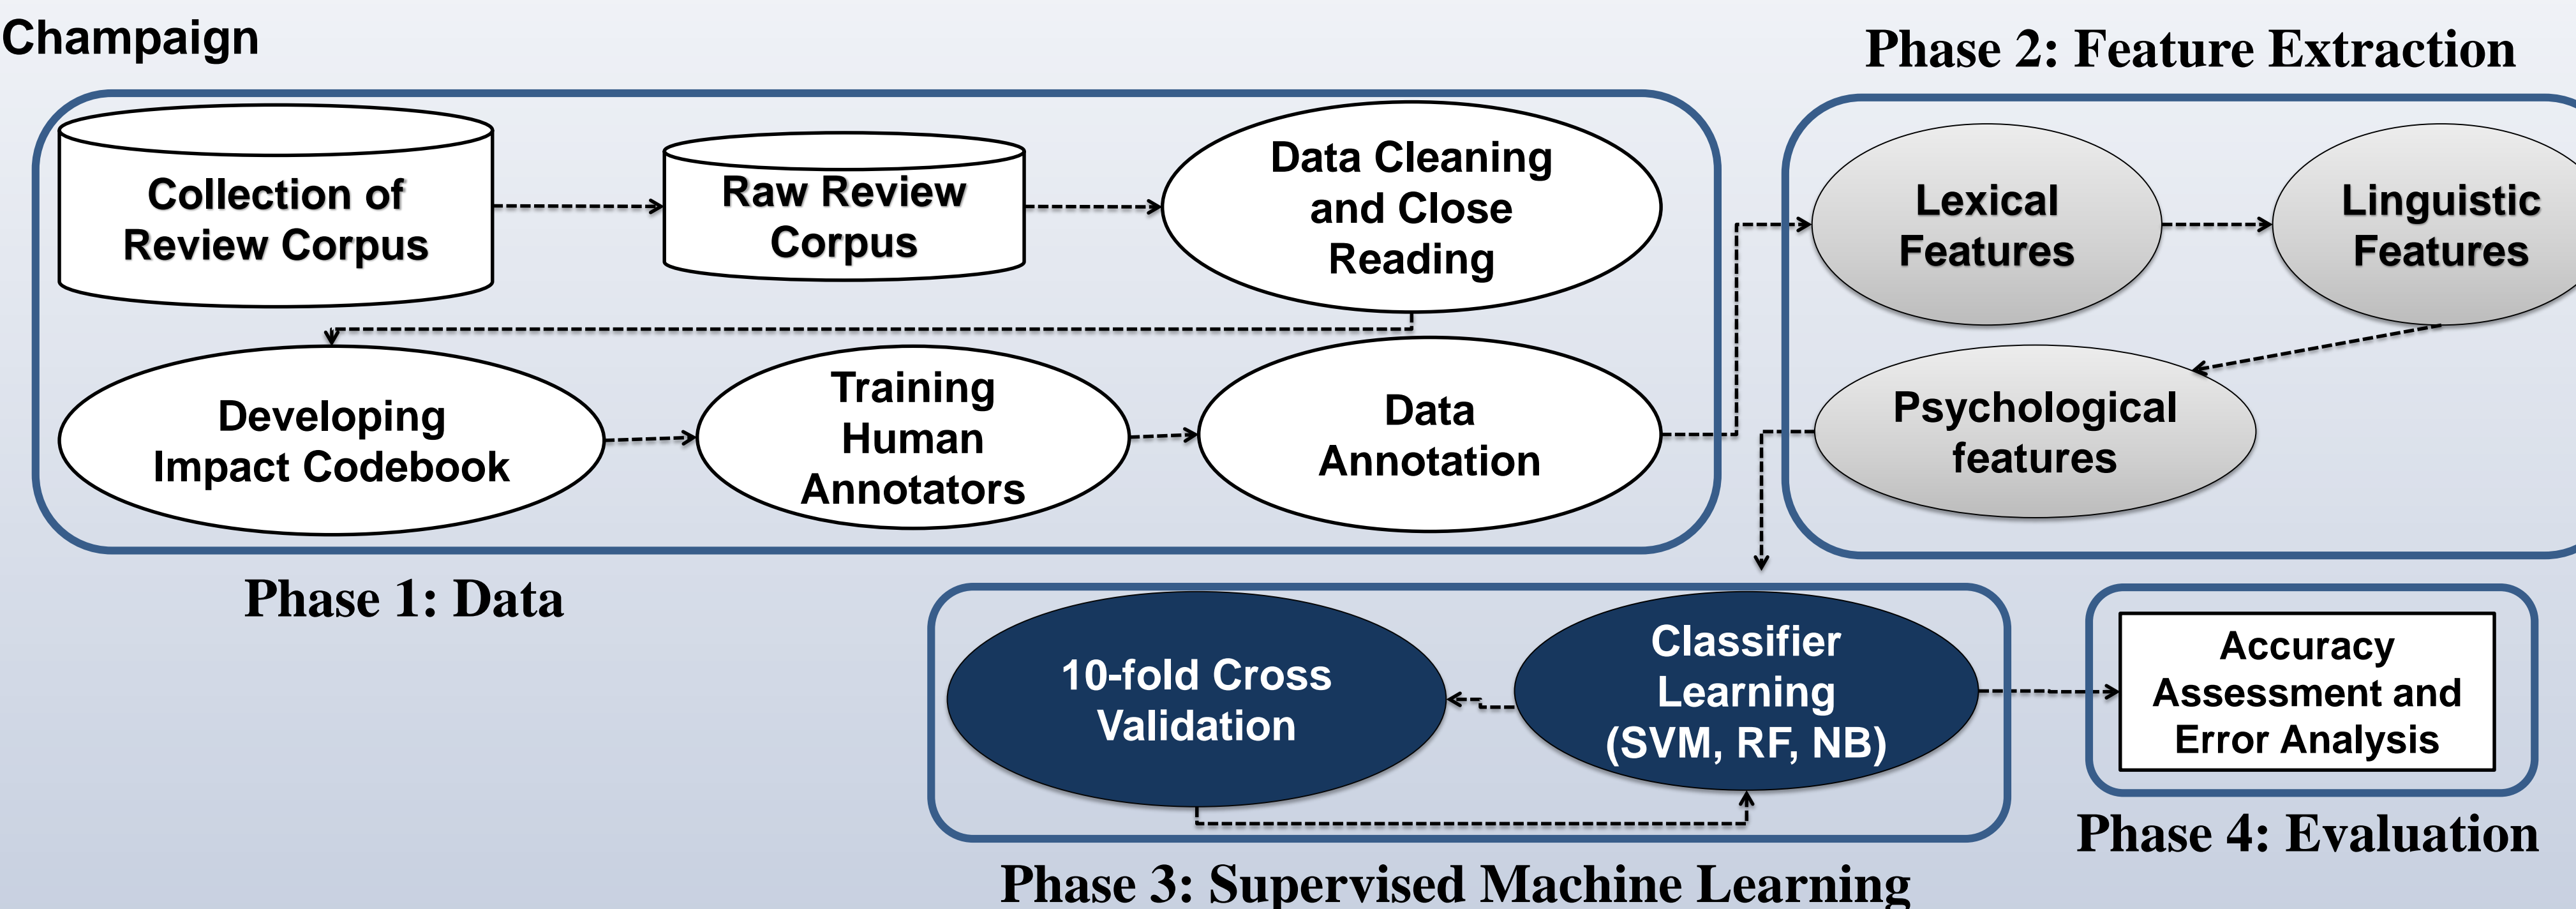 Champaign
Phase 2: Feature Extraction
Collection of
Review Corpus
Raw Review
Corpus
Data Cleaning
and Close
Reading
Lexical
Features
Linguistic
Features
Developing
Impact Codebook
Training
Human
Annotators
Data
Annotation
Psychological
features
Phase 1: Data
10-fold Cross
Validation
Classifier
Learning
(SVM, RF, NB)
Accuracy
Assessment and
Error Analysis
Phase 4: Evaluation
Phase 3: Supervised Machine Learning